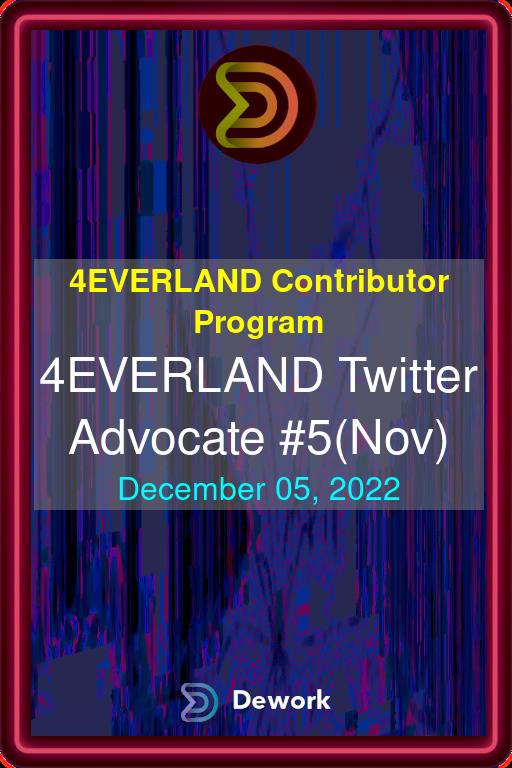 4EVERLAND Contributor
Program
4EVERLAND Twitter
Advocate #5(Nov)
December 05, 2022
Dework